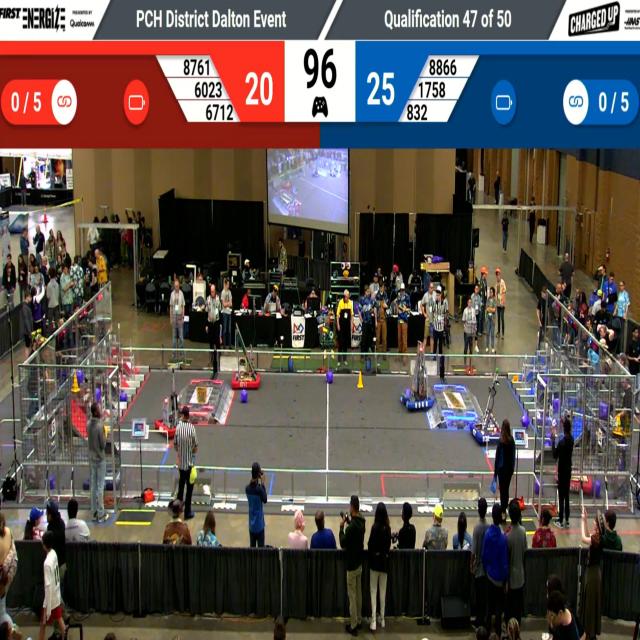 FIRST ENERGIZE PRESENTED BY Qualcomm
PCH District Dalton Event
Qualification 47 of 50
CHARGED UP
0 / 5
8761
6023
6712
20
96
25
8866
1758
832
0 / 5
FIRST